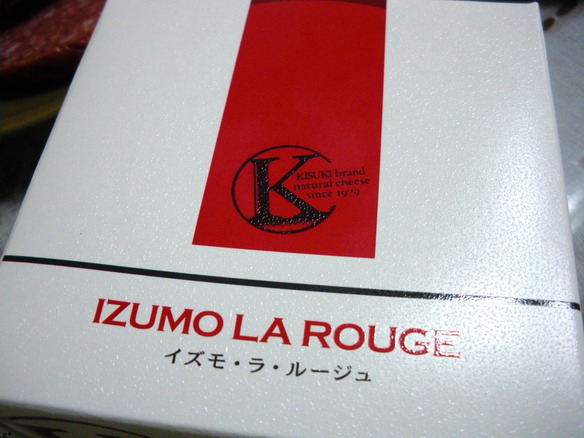 K
KISUKI brand
natural cheese
since 1979
IZUMO LA ROUGE
イズモ・ラ・ルージュ